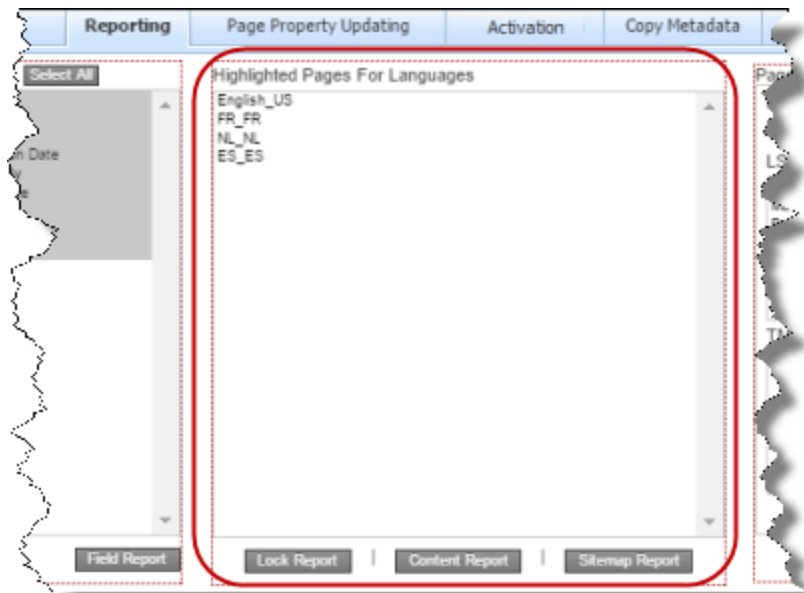 Reporting
Page Property Updating
Activation
Copy Metadata
Select All
n Date
Field Report
Highlighted Pages For Languages
English_US
FR_FR
NL_NL
ES_ES
Lock Report | Content Report | Sitemap Report